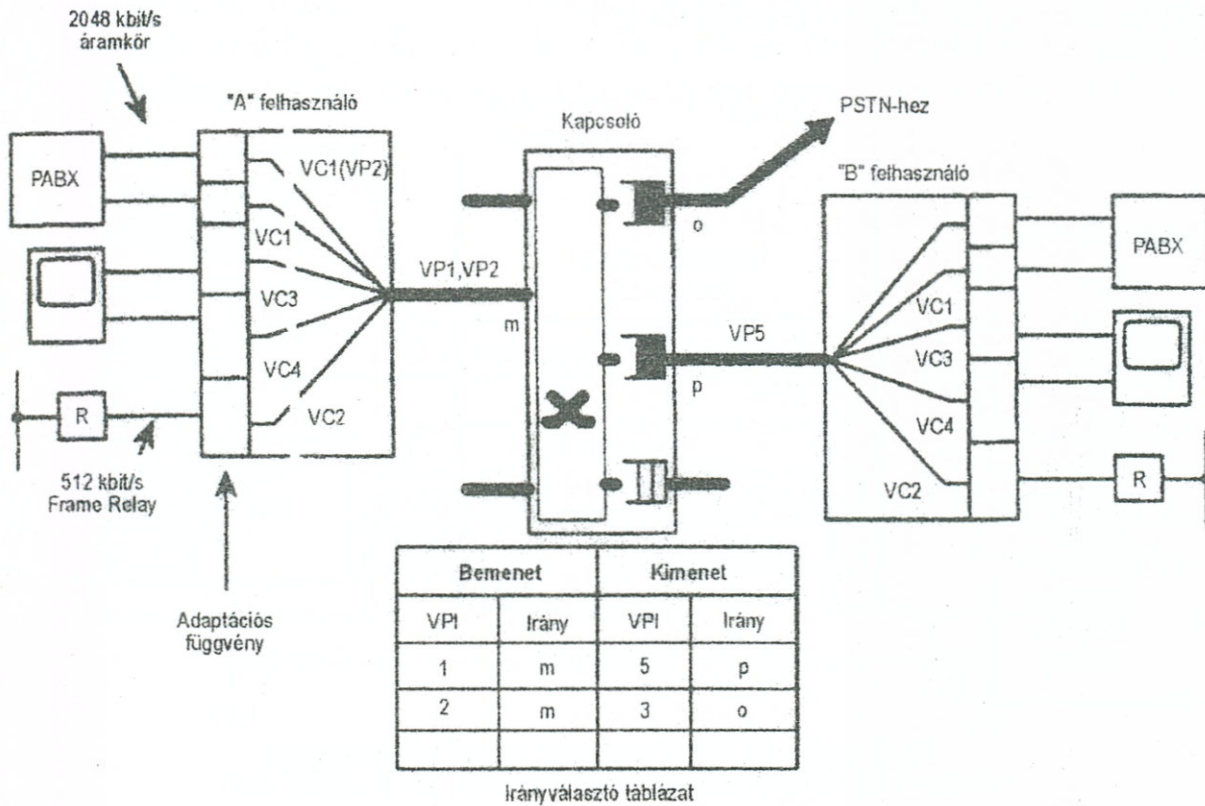 2048 kbit/s
áramkör
"A" felhasználó
PABX
VC1(VP2)
VC1
VC3
VC4
VC2
R
512 kbit/s
Frame Relay
Adaptációs
függvény
VP1,VP2
m
Kapcsoló
o
p
PSTN-hez
VP5
"B" felhasználó
VC1
VC3
VC4
VC2
PABX
R
Bemenet Kimenet
VPI Irány VPI Irány
1 m 5 p
2 m 3 o
Irányválasztó táblázat